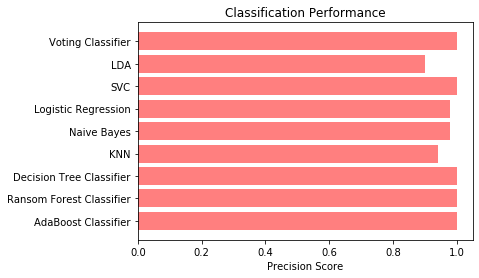 Classification Performance
Voting Classifier
LDA
SVC
Logistic Regression
Naive Bayes
KNN
Decision Tree Classifier
Ransom Forest Classifier
AdaBoost Classifier
0.0 0.2 0.4 0.6 0.8 1.0
Precision Score